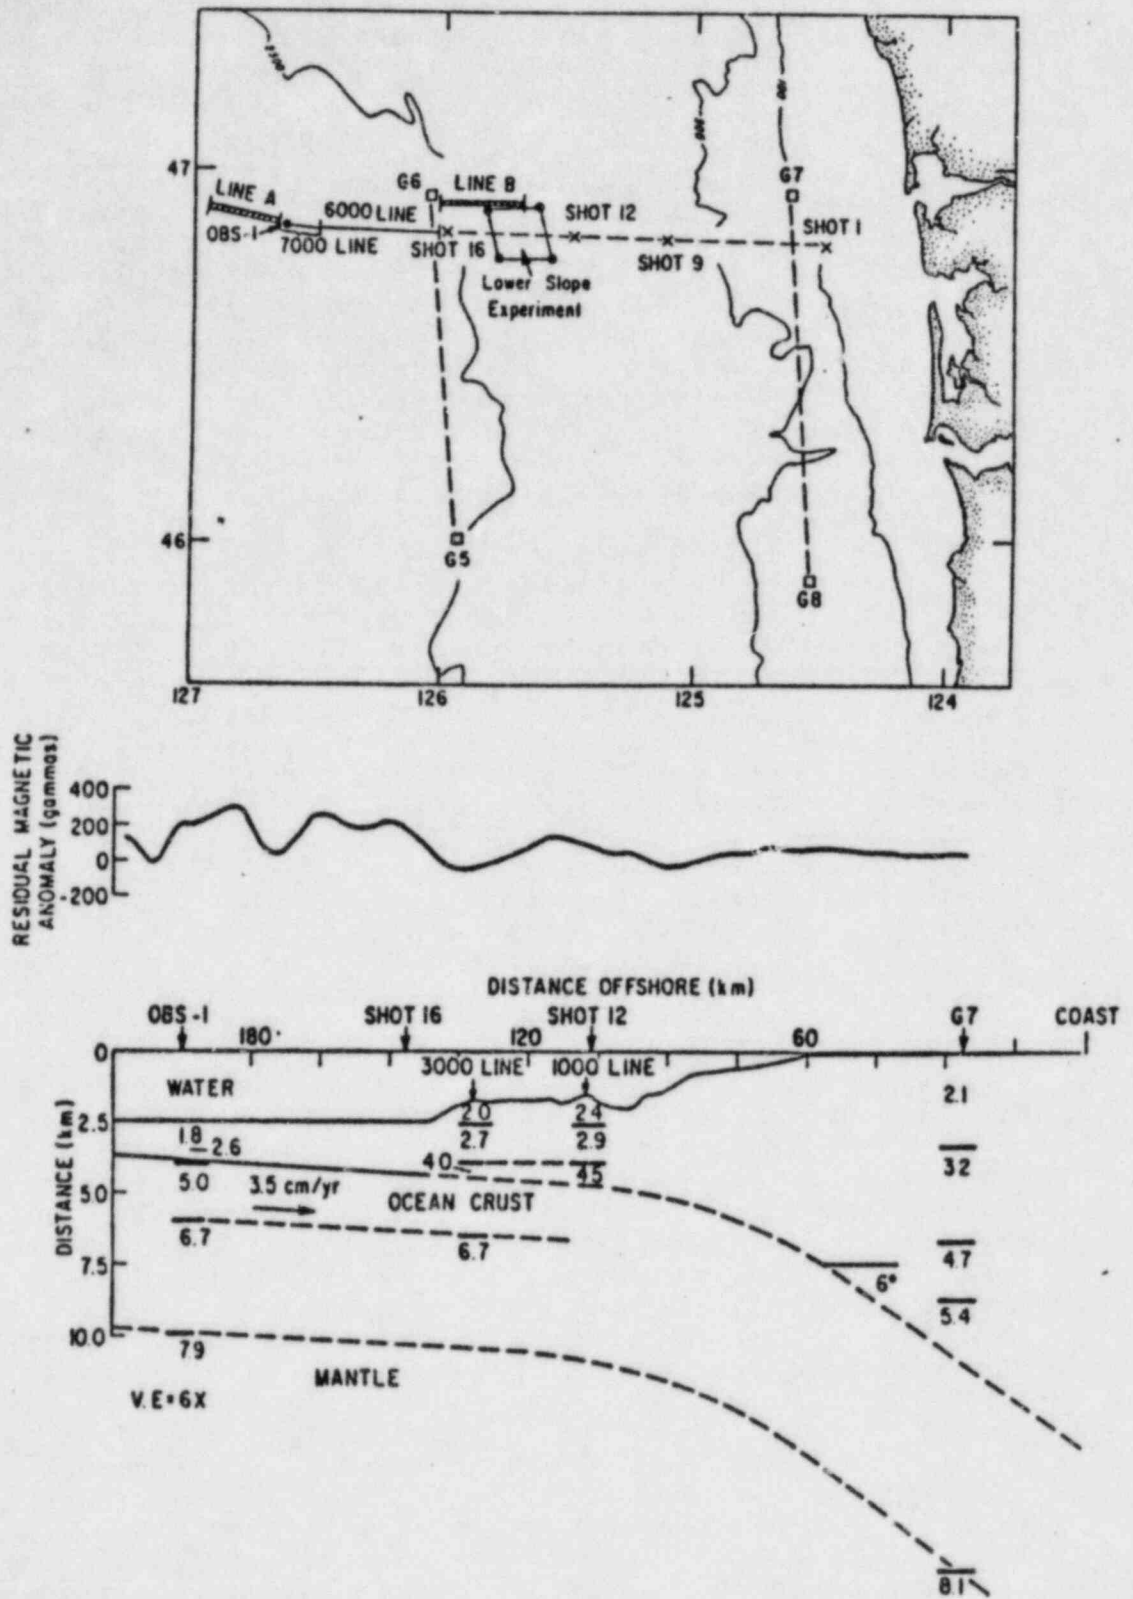 1500
100
47
G6
LINE B
G7
LINE A
6000 LINE
SHOT 12
SHOT 1
OBS-1
7000 LINE
SHOT 16
SHOT 9
Lower Slope
Experiment
46
G5
G8
127
126
125
124
RESIDUAL MAGNETIC
ANOMALY (gammas)
400
200
0
-200
DISTANCE OFFSHORE (km)
OBS-1
SHOT 16
SHOT 12
G7
COAST
180
120
60
0
3000 LINE
1000 LINE
WATER
2.0
2.4
2.1
2.5
2.7
2.9
1.8
2.6
4.0
4.5
3.2
5.0
3.5 cm/yr
5.0
OCEAN CRUST
DISTANCE (km)
6.7
6.7
4.7
7.5
6°
5.4
10.0
7.9
MANTLE
V.E=6X
8.1